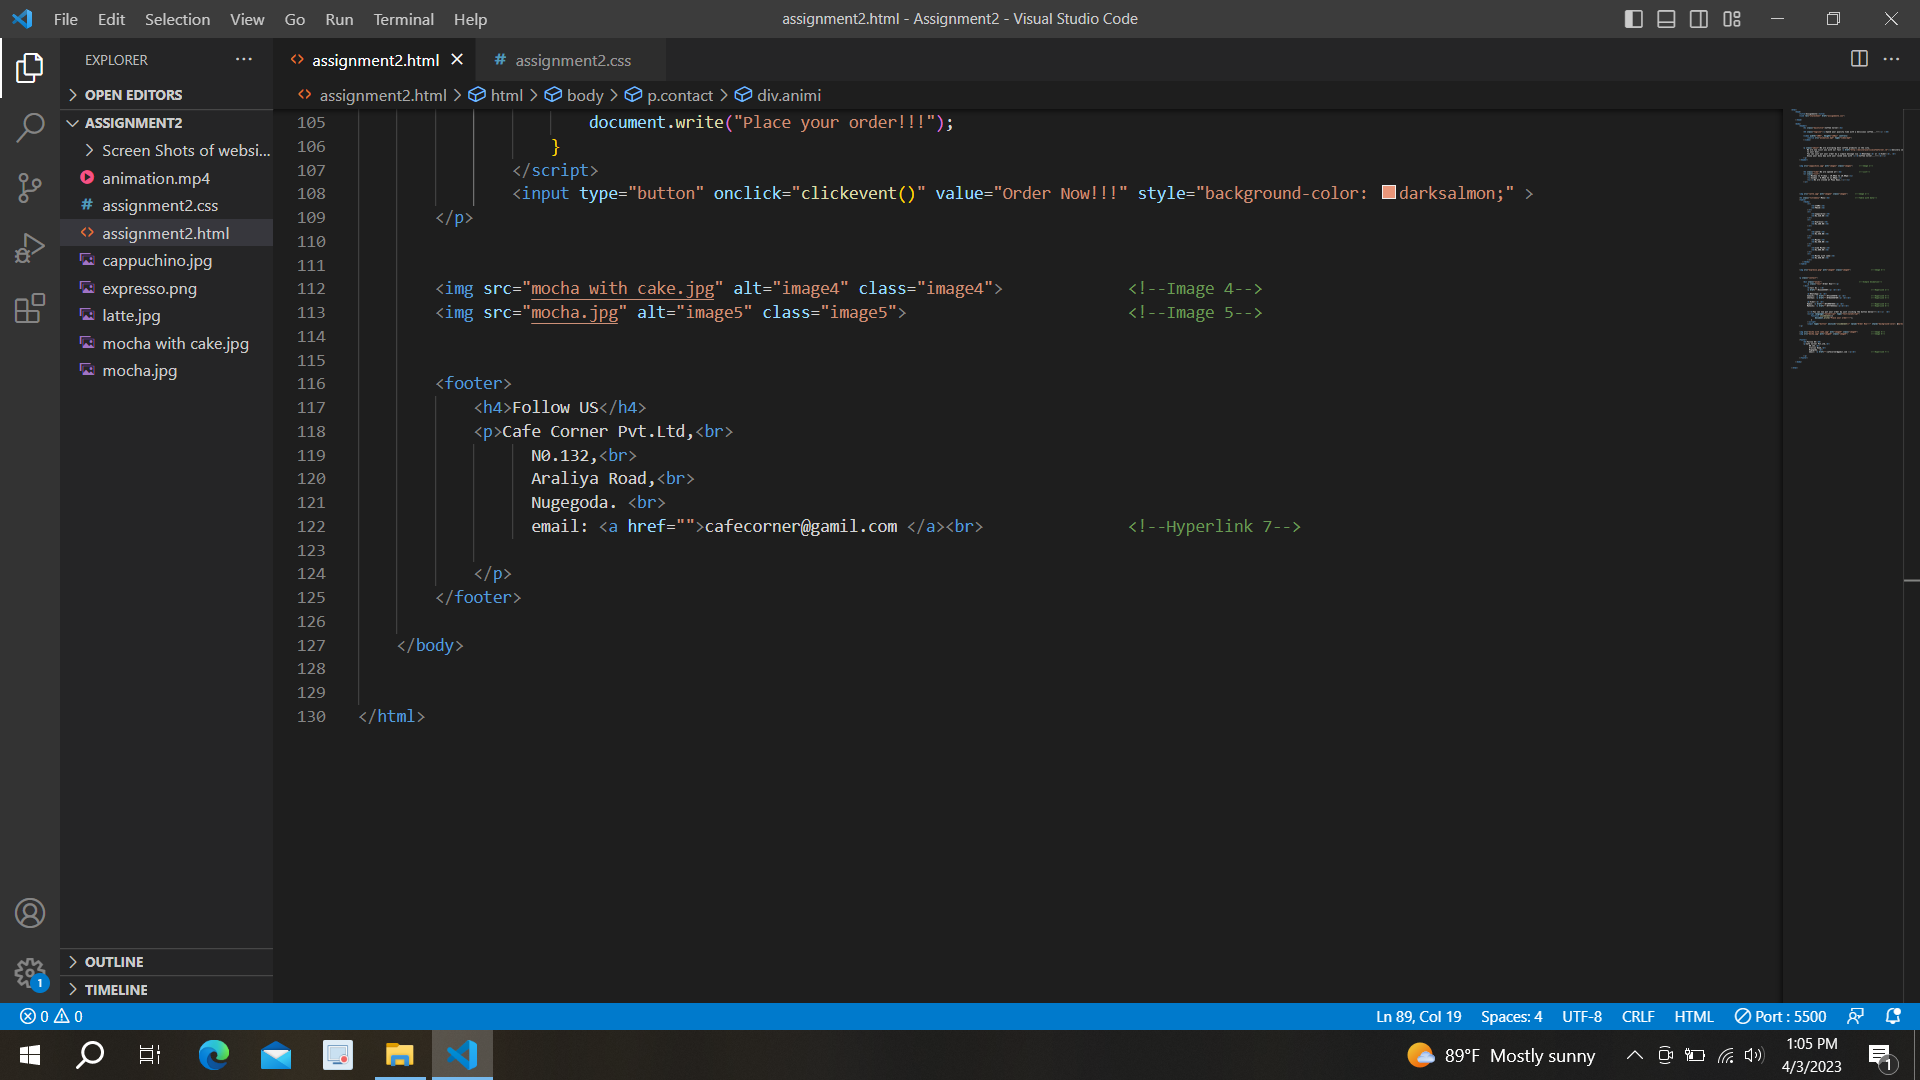 File Edit Selection View Go Run Terminal Help
assignment2.html - Assignment2 - Visual Studio Code
EXPLORER
OPEN EDITORS
ASSIGNMENT2
Screen Shots of websi...
animation.mp4
assignment2.css
assignment2.html
cappuchino.jpg
expresso.png
latte.jpg
mocha with cake.jpg
mocha.jpg
OUTLINE
TIMELINE
assignment2.html
# assignment2.css
assignment2.html > html > body > p.contact > div.animi
105 document.write("Place your order!!!");
106 }
107 </script>
108 <input type="button" onclick="clickevent()" value="Order Now!!!" style="background-color: darksalmon;" >
109 </p>
110
111
112 <img src="mocha with cake.jpg" alt="image4" class="image4"> <!--Image 4-->
113 <img src="mocha.jpg" alt="image5" class="image5"> <!--Image 5-->
114
115
116 <footer>
117 <h4>Follow US</h4>
118 <p>Cafe Corner Pvt.Ltd,<br>
119 N0.132,<br>
120 Araliya Road,<br>
121 Nugegoda. <br>
122 email: <a href="">cafecorner@gamil.com </a><br> <!--Hyperlink 7-->
123
124 </p>
125 </footer>
126
127 </body>
128
129
130 </html>
1
0 0
Ln 89, Col 19 Spaces: 4 UTF-8 CRLF HTML Port : 5500
89°F Mostly sunny
1:05 PM
4/3/2023
1